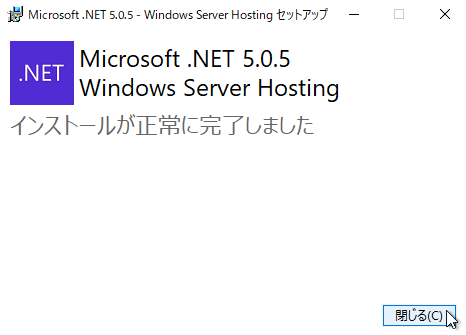 Microsoft .NET 5.0.5 - Windows Server Hosting セットアップ
.NET
Microsoft .NET 5.0.5
Windows Server Hosting
インストールが正常に完了しました
閉じる(C)